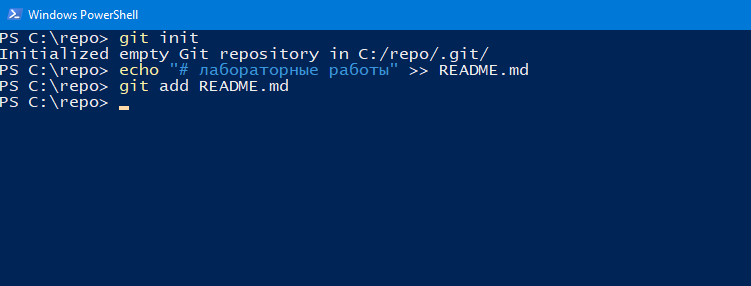 Windows PowerShell
PS C:\repo> git init
Initialized empty Git repository in C:/repo/.git/
PS C:\repo> echo "# лабораторные работы" >> README.md
PS C:\repo> git add README.md
PS C:\repo>